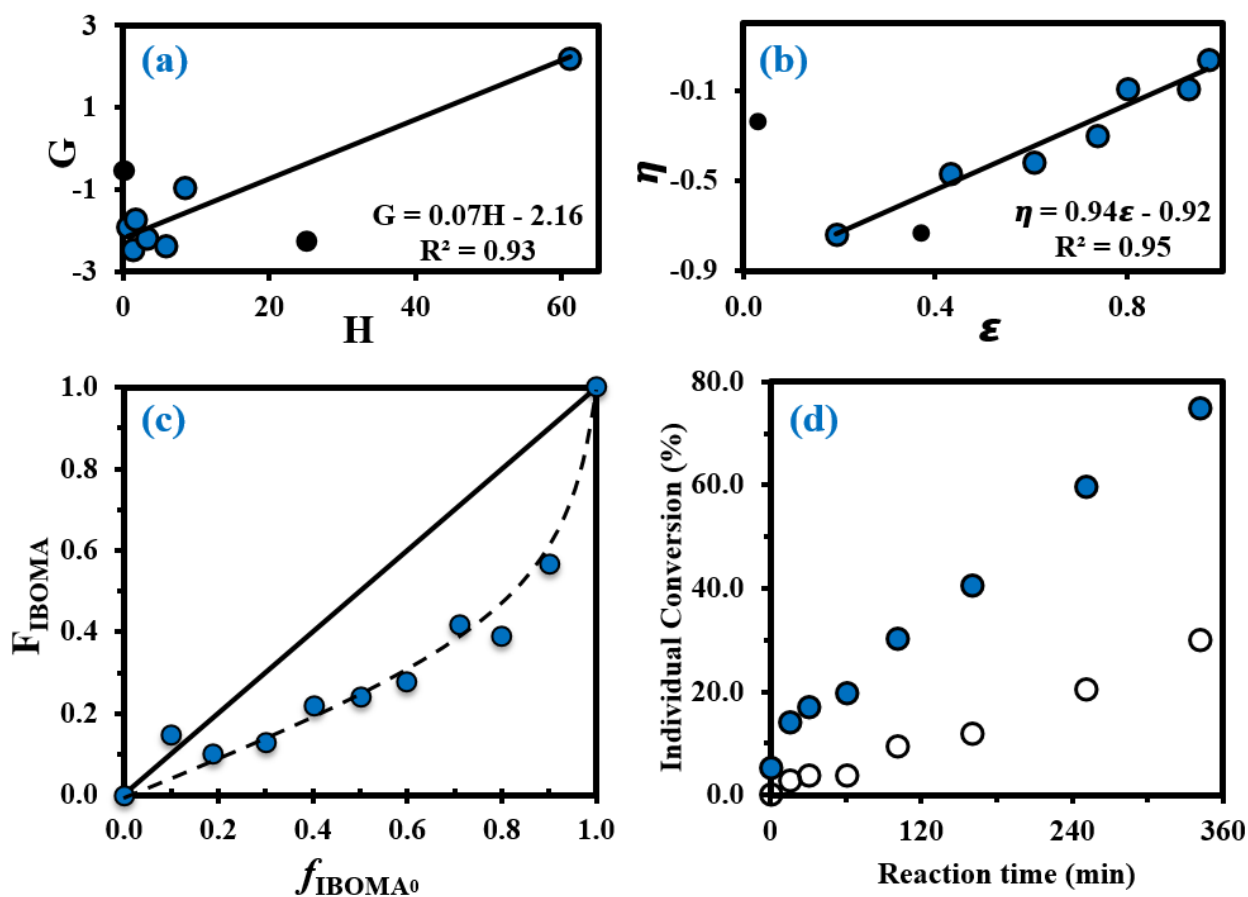 (a)
3
1
-1
-3
G
0
20
40
60
H
G = 0.07H - 2.16
R² = 0.93
(b)
-0.1
-0.5
-0.9
η
0.0
0.4
0.8
ε
η = 0.94ε - 0.92
R² = 0.95
(c)
1.0
0.8
0.6
0.4
0.2
0.0
F_IBOMA
0.0
0.2
0.4
0.6
0.8
1.0
f_IBOMA⁰
(d)
80.0
60.0
40.0
20.0
0.0
Individual Conversion (%)
0
120
240
360
Reaction time (min)